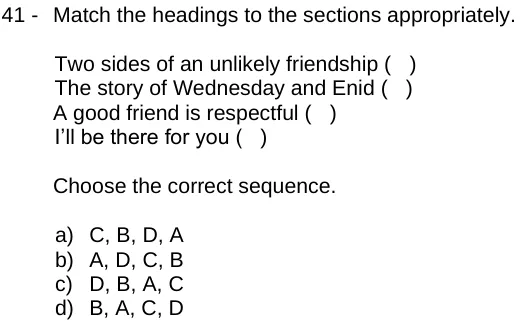 41 - Match the headings to the sections appropriately.
Two sides of an unlikely friendship ( )
The story of Wednesday and Enid ( )
A good friend is respectful ( )
I'll be there for you ( )
Choose the correct sequence.
a) C, B, D, A
b) A, D, C, B
c) D, B, A, C
d) B, A, C, D